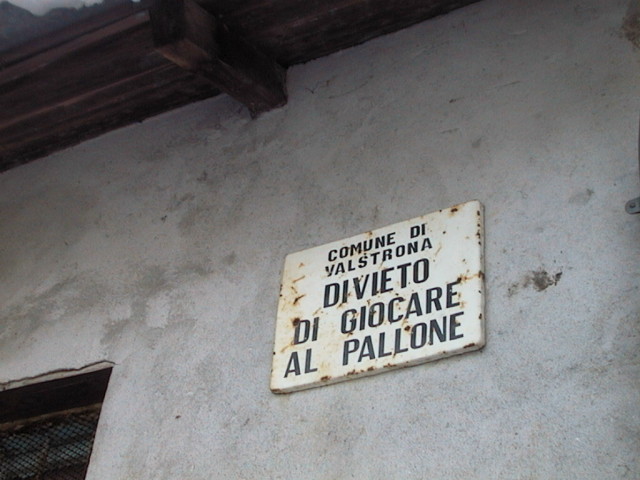 COMUNE DI
VALSTRONA
DIVIETO
DI GIOCARE
AL PALLONE